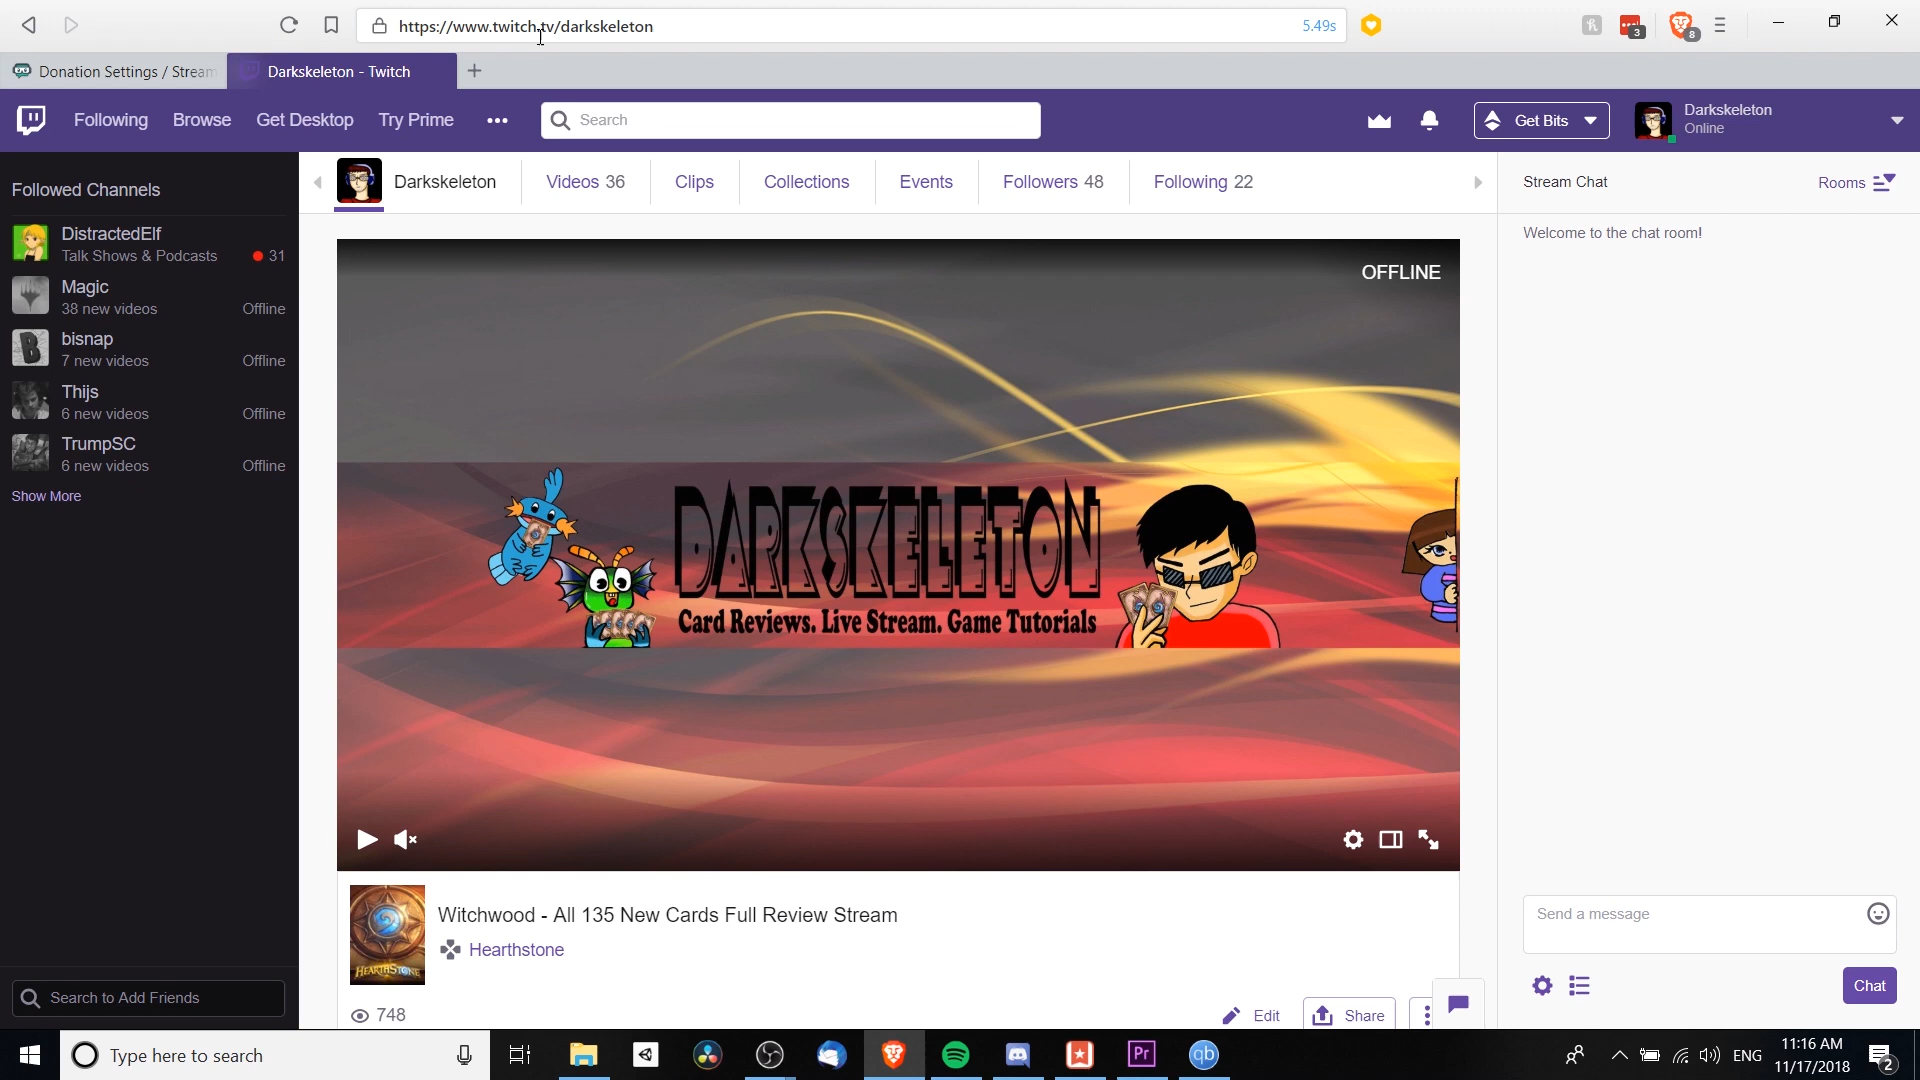 https://www.twitch.tv/darkskeleton
5.49s
3
8
Donation Settings / Stream
Darkskeleton - Twitch
Following
Browse
Get Desktop
Try Prime
Search
Get Bits
Darkskeleton
Online
Followed Channels
DistractedElf
Talk Shows & Podcasts
31
Magic
38 new videos
Offline
bisnap
7 new videos
Offline
Thijs
6 new videos
Offline
TrumpSC
6 new videos
Offline
Show More
Search to Add Friends
Darkskeleton
Videos 36
Clips
Collections
Events
Followers 48
Following 22
OFFLINE
DARKSKELETON
Card Reviews. Live Stream. Game Tutorials
HEARTHSTONE
Witchwood - All 135 New Cards Full Review Stream
Hearthstone
748
Edit
Share
Stream Chat
Rooms
Welcome to the chat room!
Send a message
Chat
Type here to search
Pr
qb
ENG
11:16 AM
11/17/2018
2